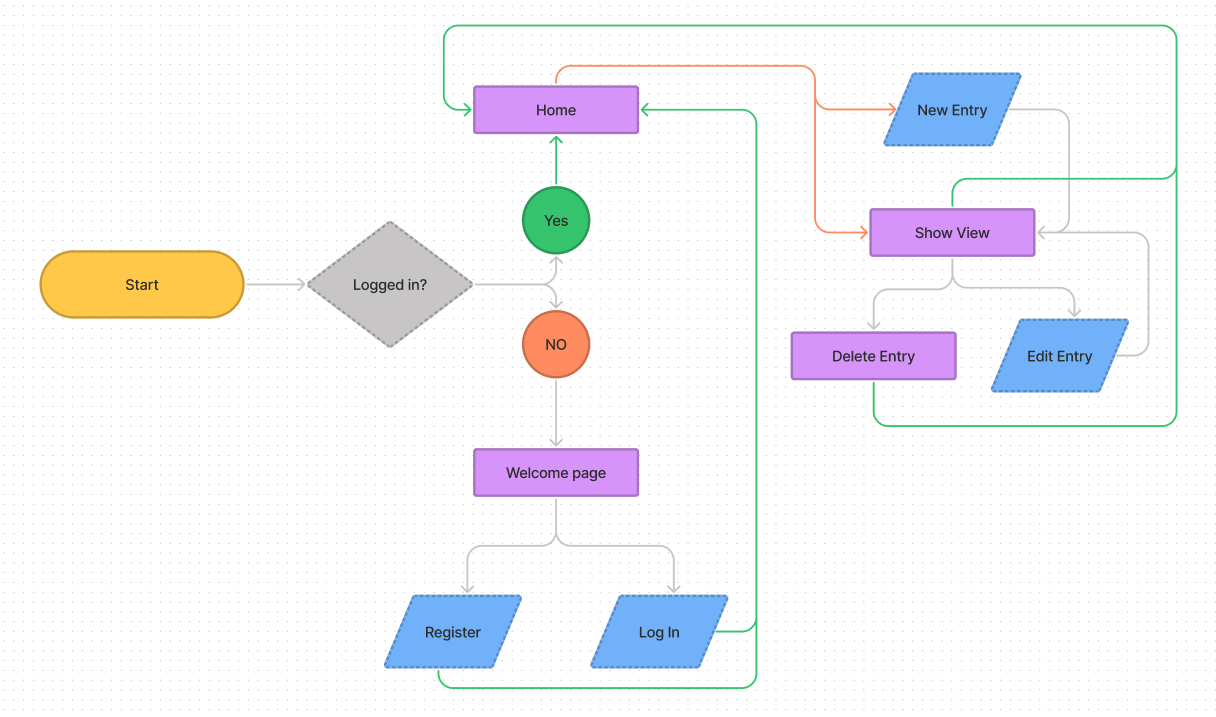 Home
New Entry
Yes
Show View
Start
Logged in?
NO
Delete Entry
Edit Entry
Welcome page
Register
Log In